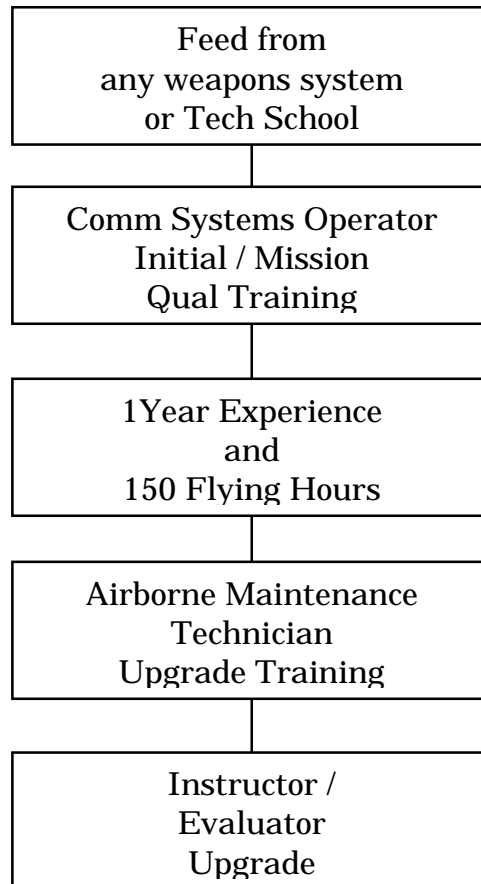 Feed from
any weapons system
or Tech School
Comm Systems Operator
Initial / Mission
Qual Training
1Year Experience
and
150 Flying Hours
Airborne Maintenance
Technician
Upgrade Training
Instructor /
Evaluator
Upgrade